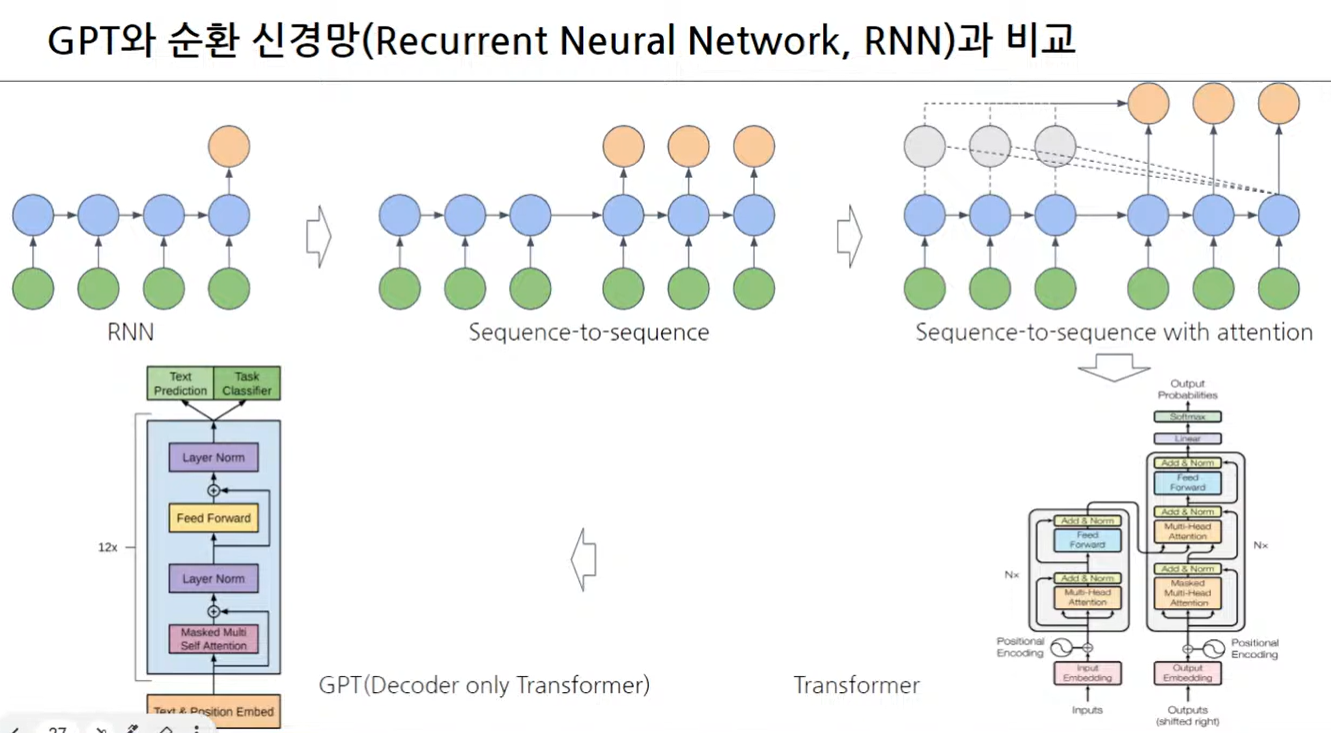 GPT와 순환 신경망(Recurrent Neural Network, RNN)과 비교
RNN
Sequence-to-sequence
Sequence-to-sequence with attention
Text
Prediction
Task
Classifier
Layer Norm
Feed Forward
12x
Layer Norm
Masked Multi
Self Attention
Text & Position Embed
GPT(Decoder only Transformer)
Transformer
Output
Probabilities
Softmax
Linear
Add & Norm
Feed
Forward
Add & Norm
Multi-Head
Attention
Add & Norm
Masked
Multi-Head
Attention
Nx
Add & Norm
Feed
Forward
Nx
Add & Norm
Multi-Head
Attention
Positional
Encoding
Positional
Encoding
Input
Embedding
Output
Embedding
Inputs
Outputs
(shifted right)